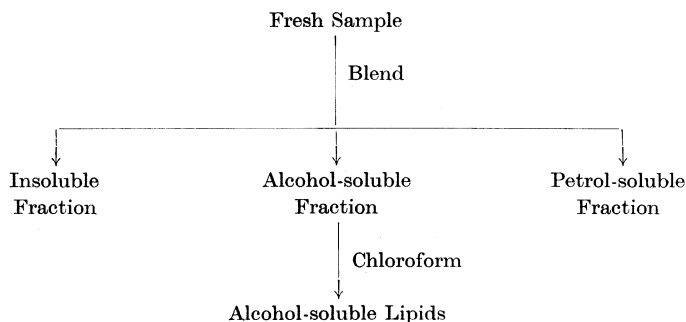 Fresh Sample
Blend
Insoluble
Fraction
Alcohol-soluble
Fraction
Petrol-soluble
Fraction
Chloroform
Alcohol-soluble Lipids